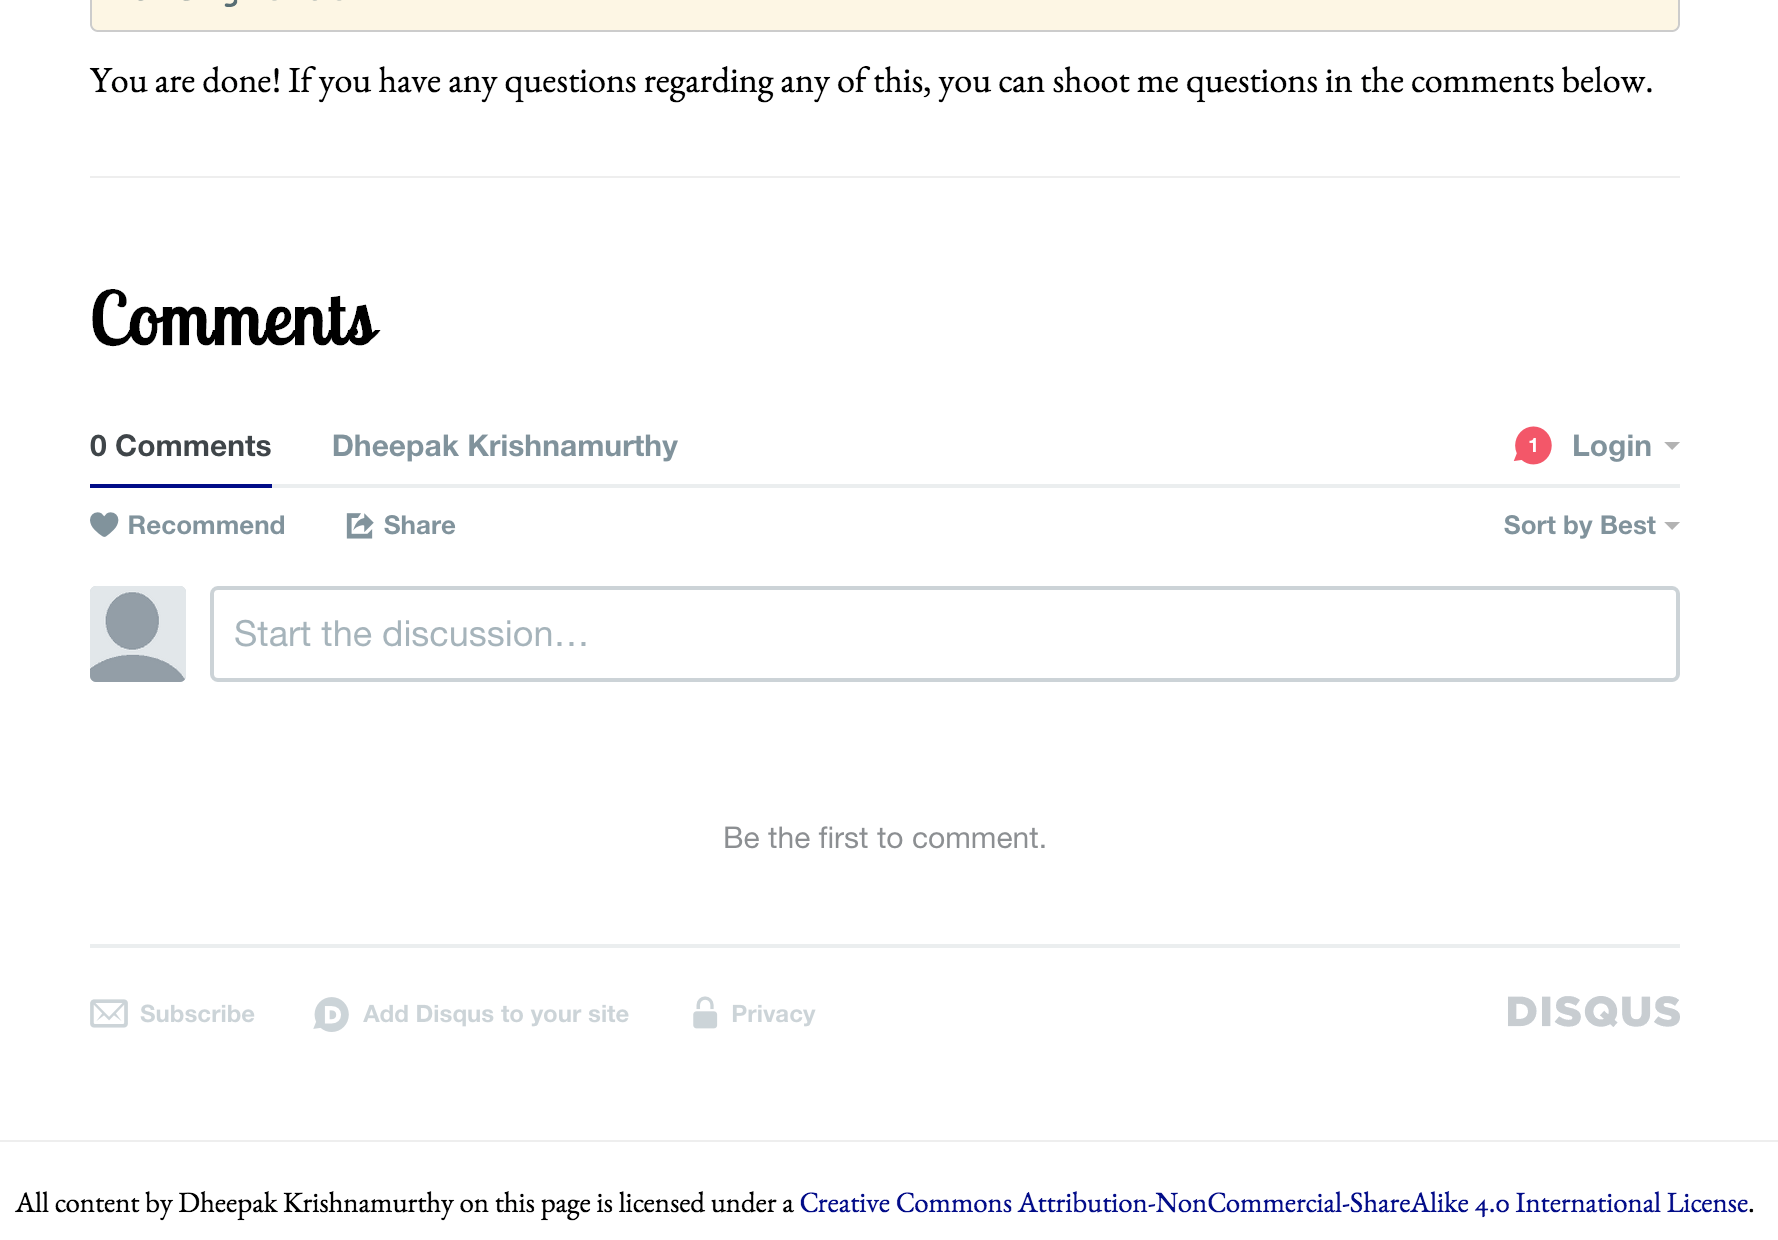 You are done! If you have any questions regarding any of this, you can shoot me questions in the comments below.
Comments
0 Comments Dheepak Krishnamurthy 1 Login
Recommend Share Sort by Best
Start the discussion…
Be the first to comment.
Subscribe D Add Disqus to your site Privacy DISQUS
All content by Dheepak Krishnamurthy on this page is licensed under a Creative Commons Attribution-NonCommercial-ShareAlike 4.0 International License.